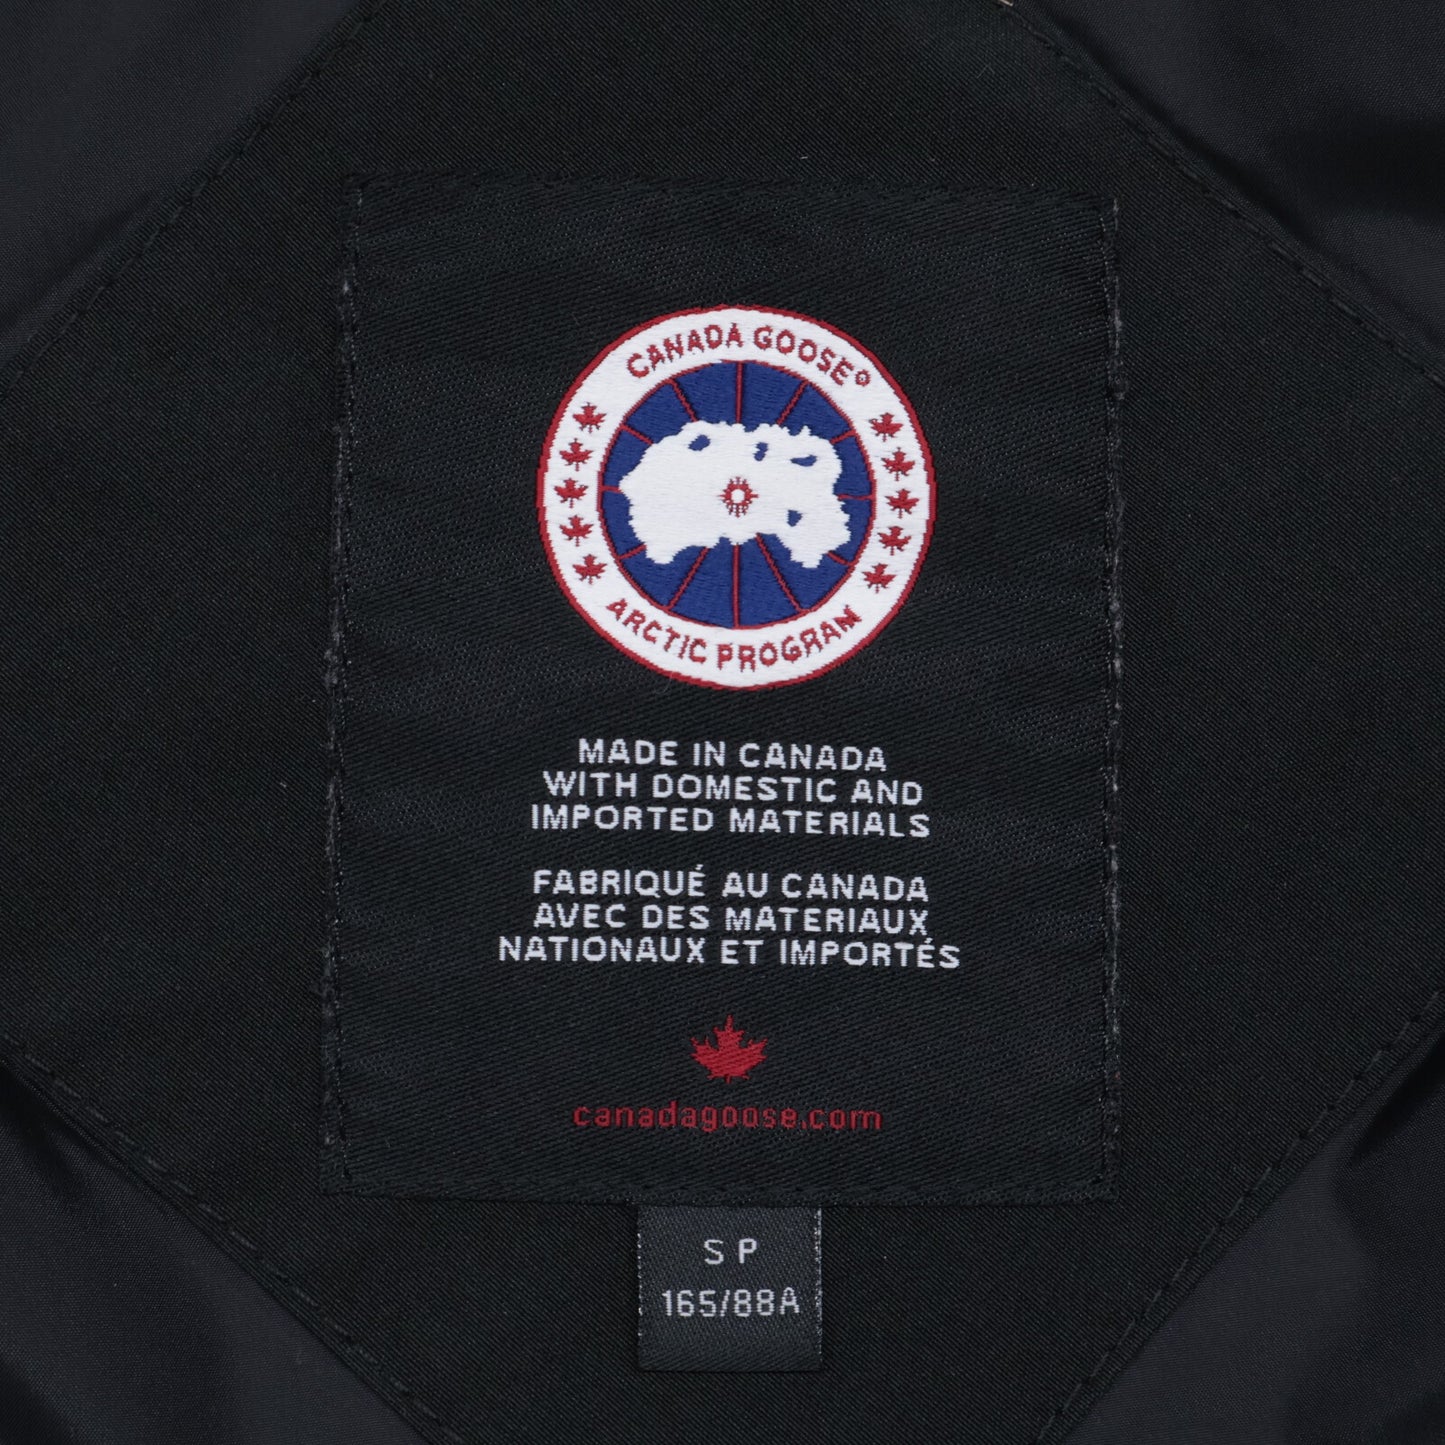 CANADA GOOSE®
ARCTIC PROGRAM
MADE IN CANADA
WITH DOMESTIC AND
IMPORTED MATERIALS
FABRIQUÉ AU CANADA
AVEC DES MATERIAUX
NATIONAUX ET IMPORTÉS
canadagoose.com
S P
165/88A